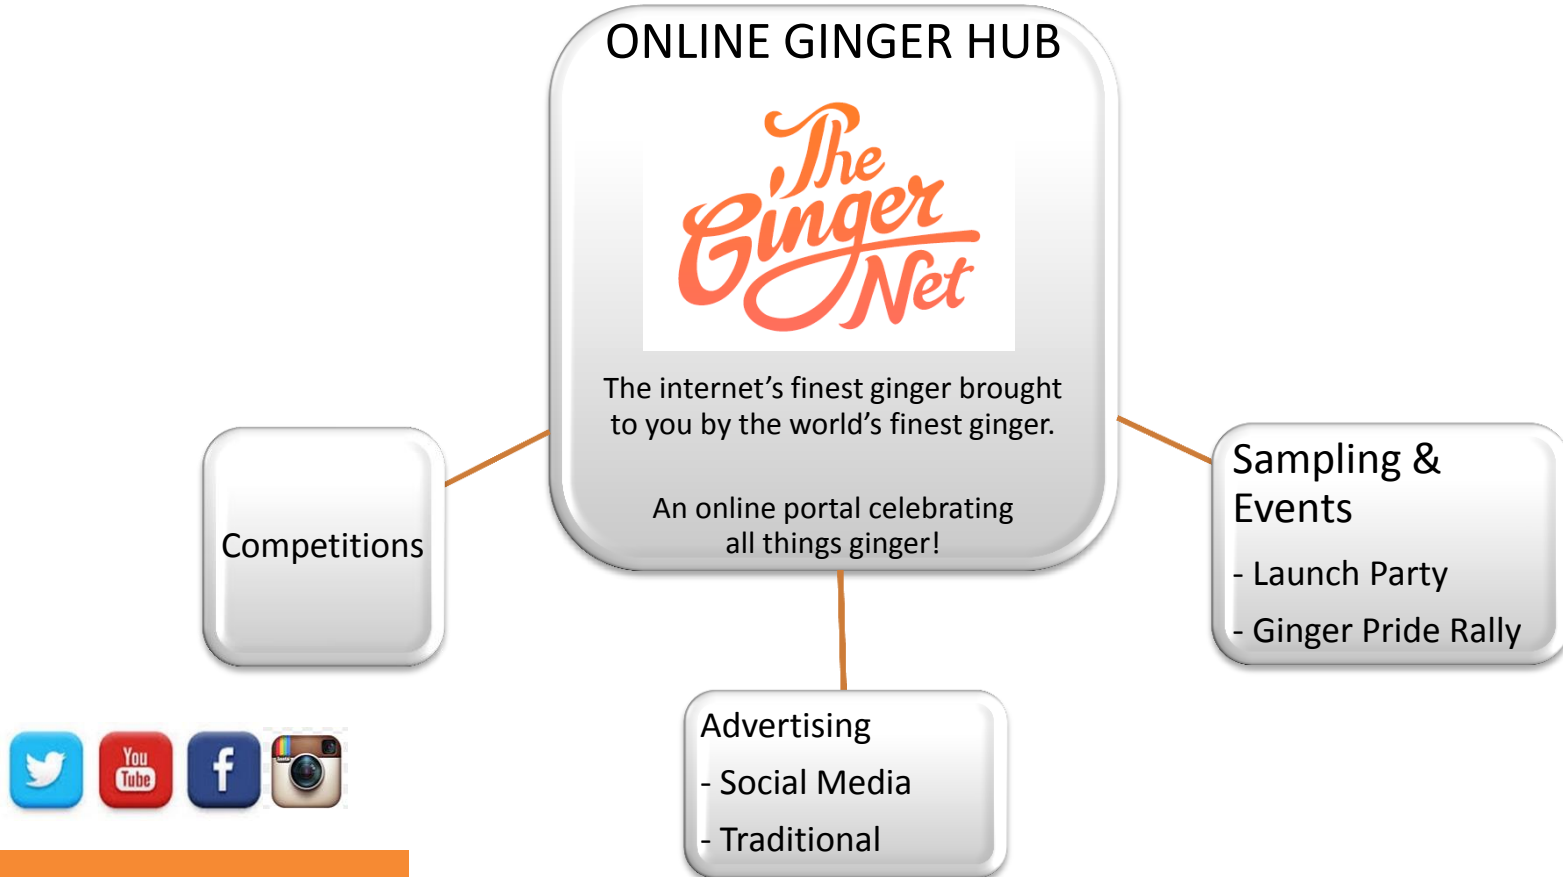 ONLINE GINGER HUB
The
Ginger
Net
The internet’s finest ginger brought
to you by the world’s finest ginger.
An online portal celebrating
all things ginger!
Competitions
Sampling &
Events
- Launch Party
- Ginger Pride Rally
Advertising
- Social Media
- Traditional
You
Tube
f